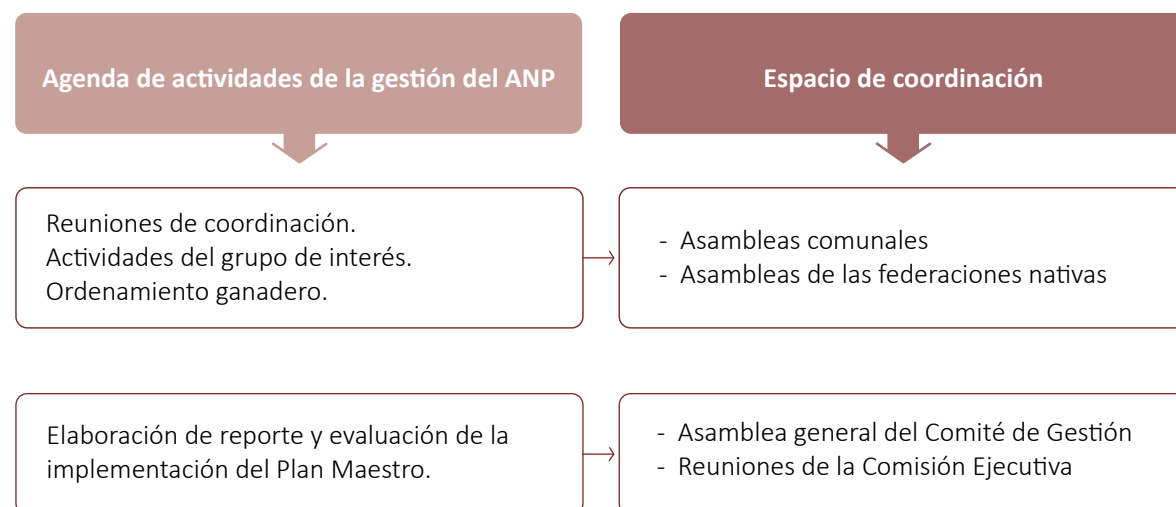 Agenda de actividades de la gestión del ANP
Espacio de coordinación
Reuniones de coordinación.
Actividades del grupo de interés.
Ordenamiento ganadero.
- Asambleas comunales
- Asambleas de las federaciones nativas
Elaboración de reporte y evaluación de la
implementación del Plan Maestro.
- Asamblea general del Comité de Gestión
- Reuniones de la Comisión Ejecutiva